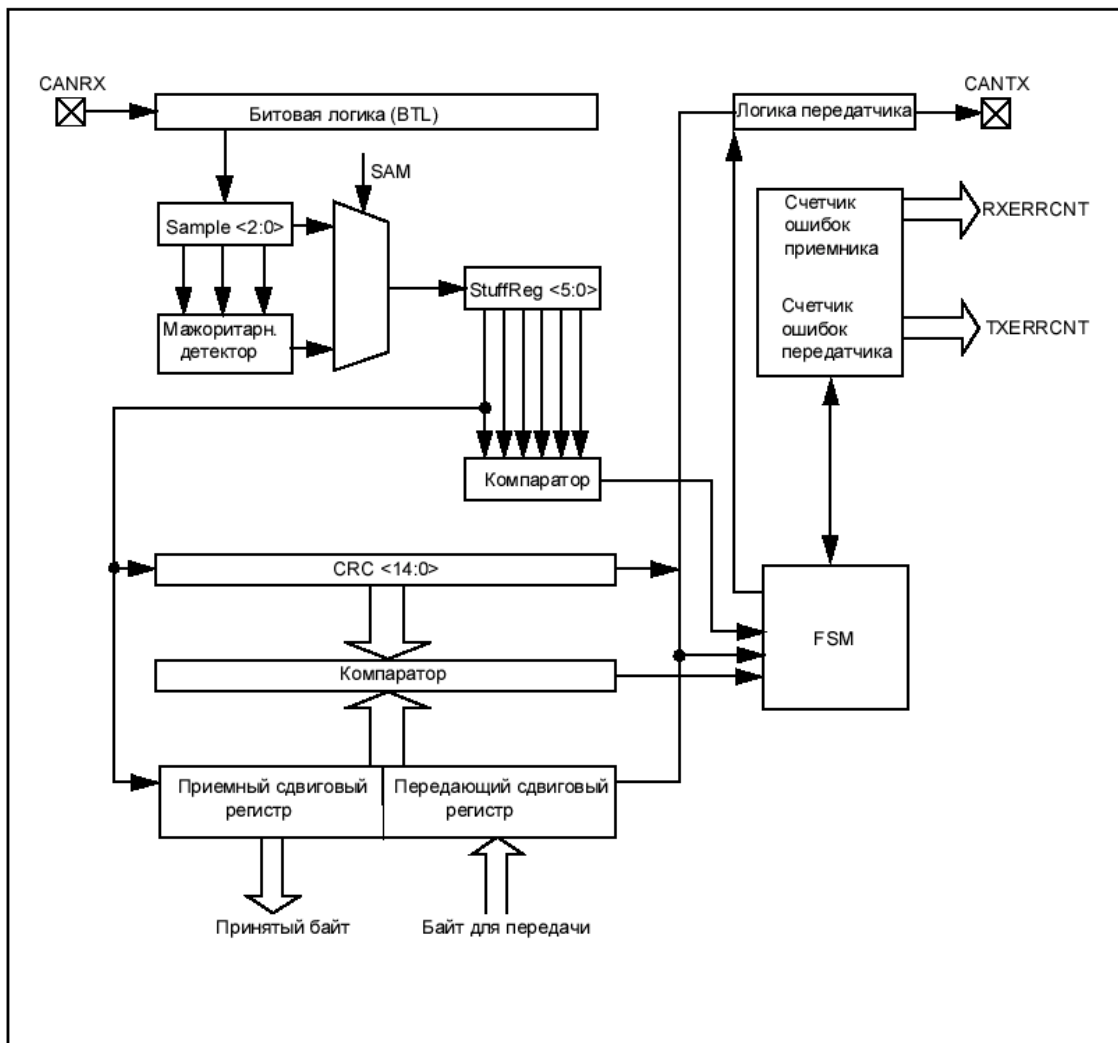 CANRX
CANTX
Битовая логика (BTL)
Логика передатчика
SAM
Sample <2:0>
Счетчик
ошибок
приемника
RXERRCNT
StuffReg <5:0>
Мажоритарн.
детектор
Счетчик
ошибок
передатчика
TXERRCNT
Компаратор
CRC <14:0>
FSM
Компаратор
Приемный сдвиговый
регистр
Передающий сдвиговый
регистр
Принятый байт
Байт для передачи